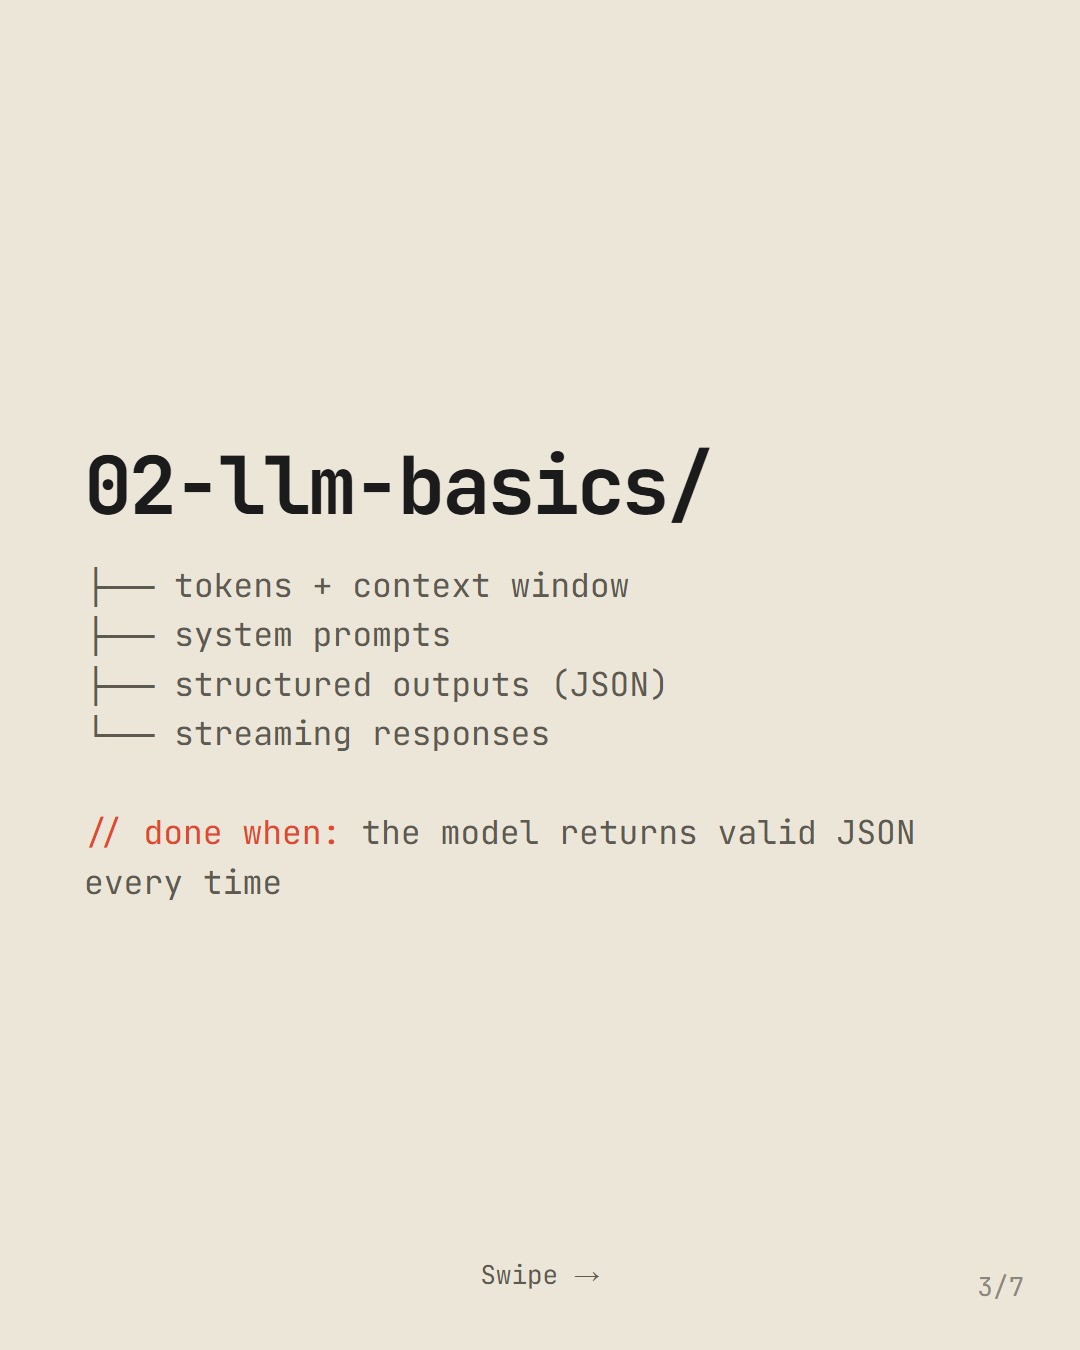 02-llm-basics/
├── tokens + context window
├── system prompts
├── structured outputs (JSON)
└── streaming responses
// done when: the model returns valid JSON
every time
Swipe →
3/7